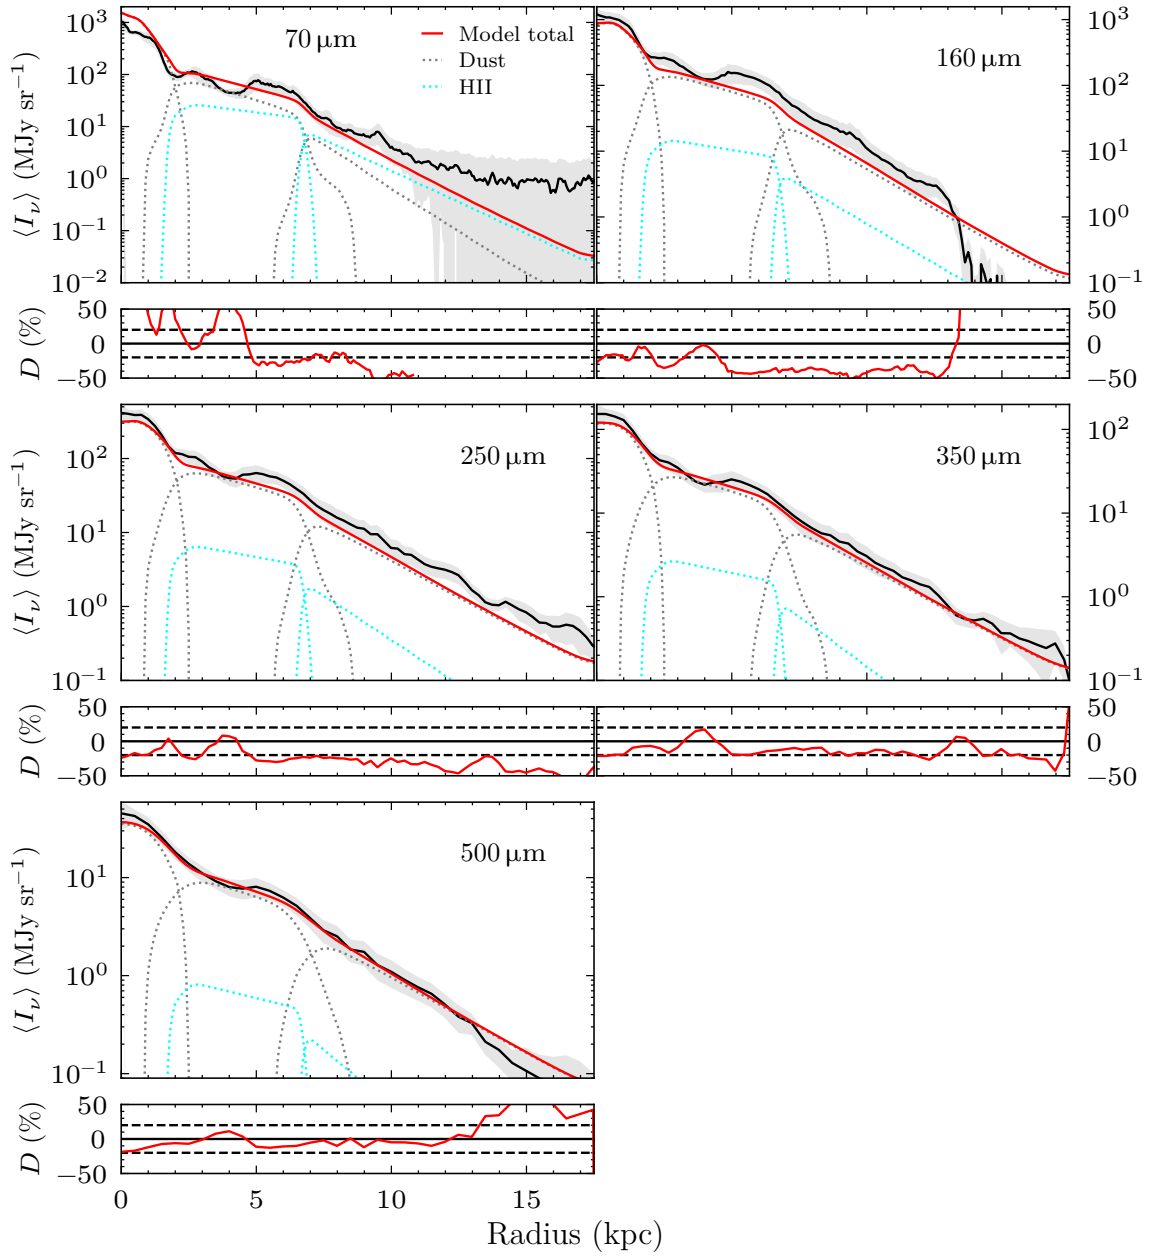 70 µm
Model total
Dust
HII
⟨I_ν⟩ (MJy sr⁻¹)
10³
10²
10¹
10⁰
10⁻¹
10⁻²
160 µm
10³
10²
10¹
10⁰
10⁻¹
D (%)
50
0
−50
50
0
−50
250 µm
⟨I_ν⟩ (MJy sr⁻¹)
10²
10¹
10⁰
10⁻¹
350 µm
10²
10¹
10⁰
10⁻¹
D (%)
50
0
−50
50
0
−50
500 µm
⟨I_ν⟩ (MJy sr⁻¹)
10¹
10⁰
10⁻¹
D (%)
50
0
−50
0 5 10 15
Radius (kpc)